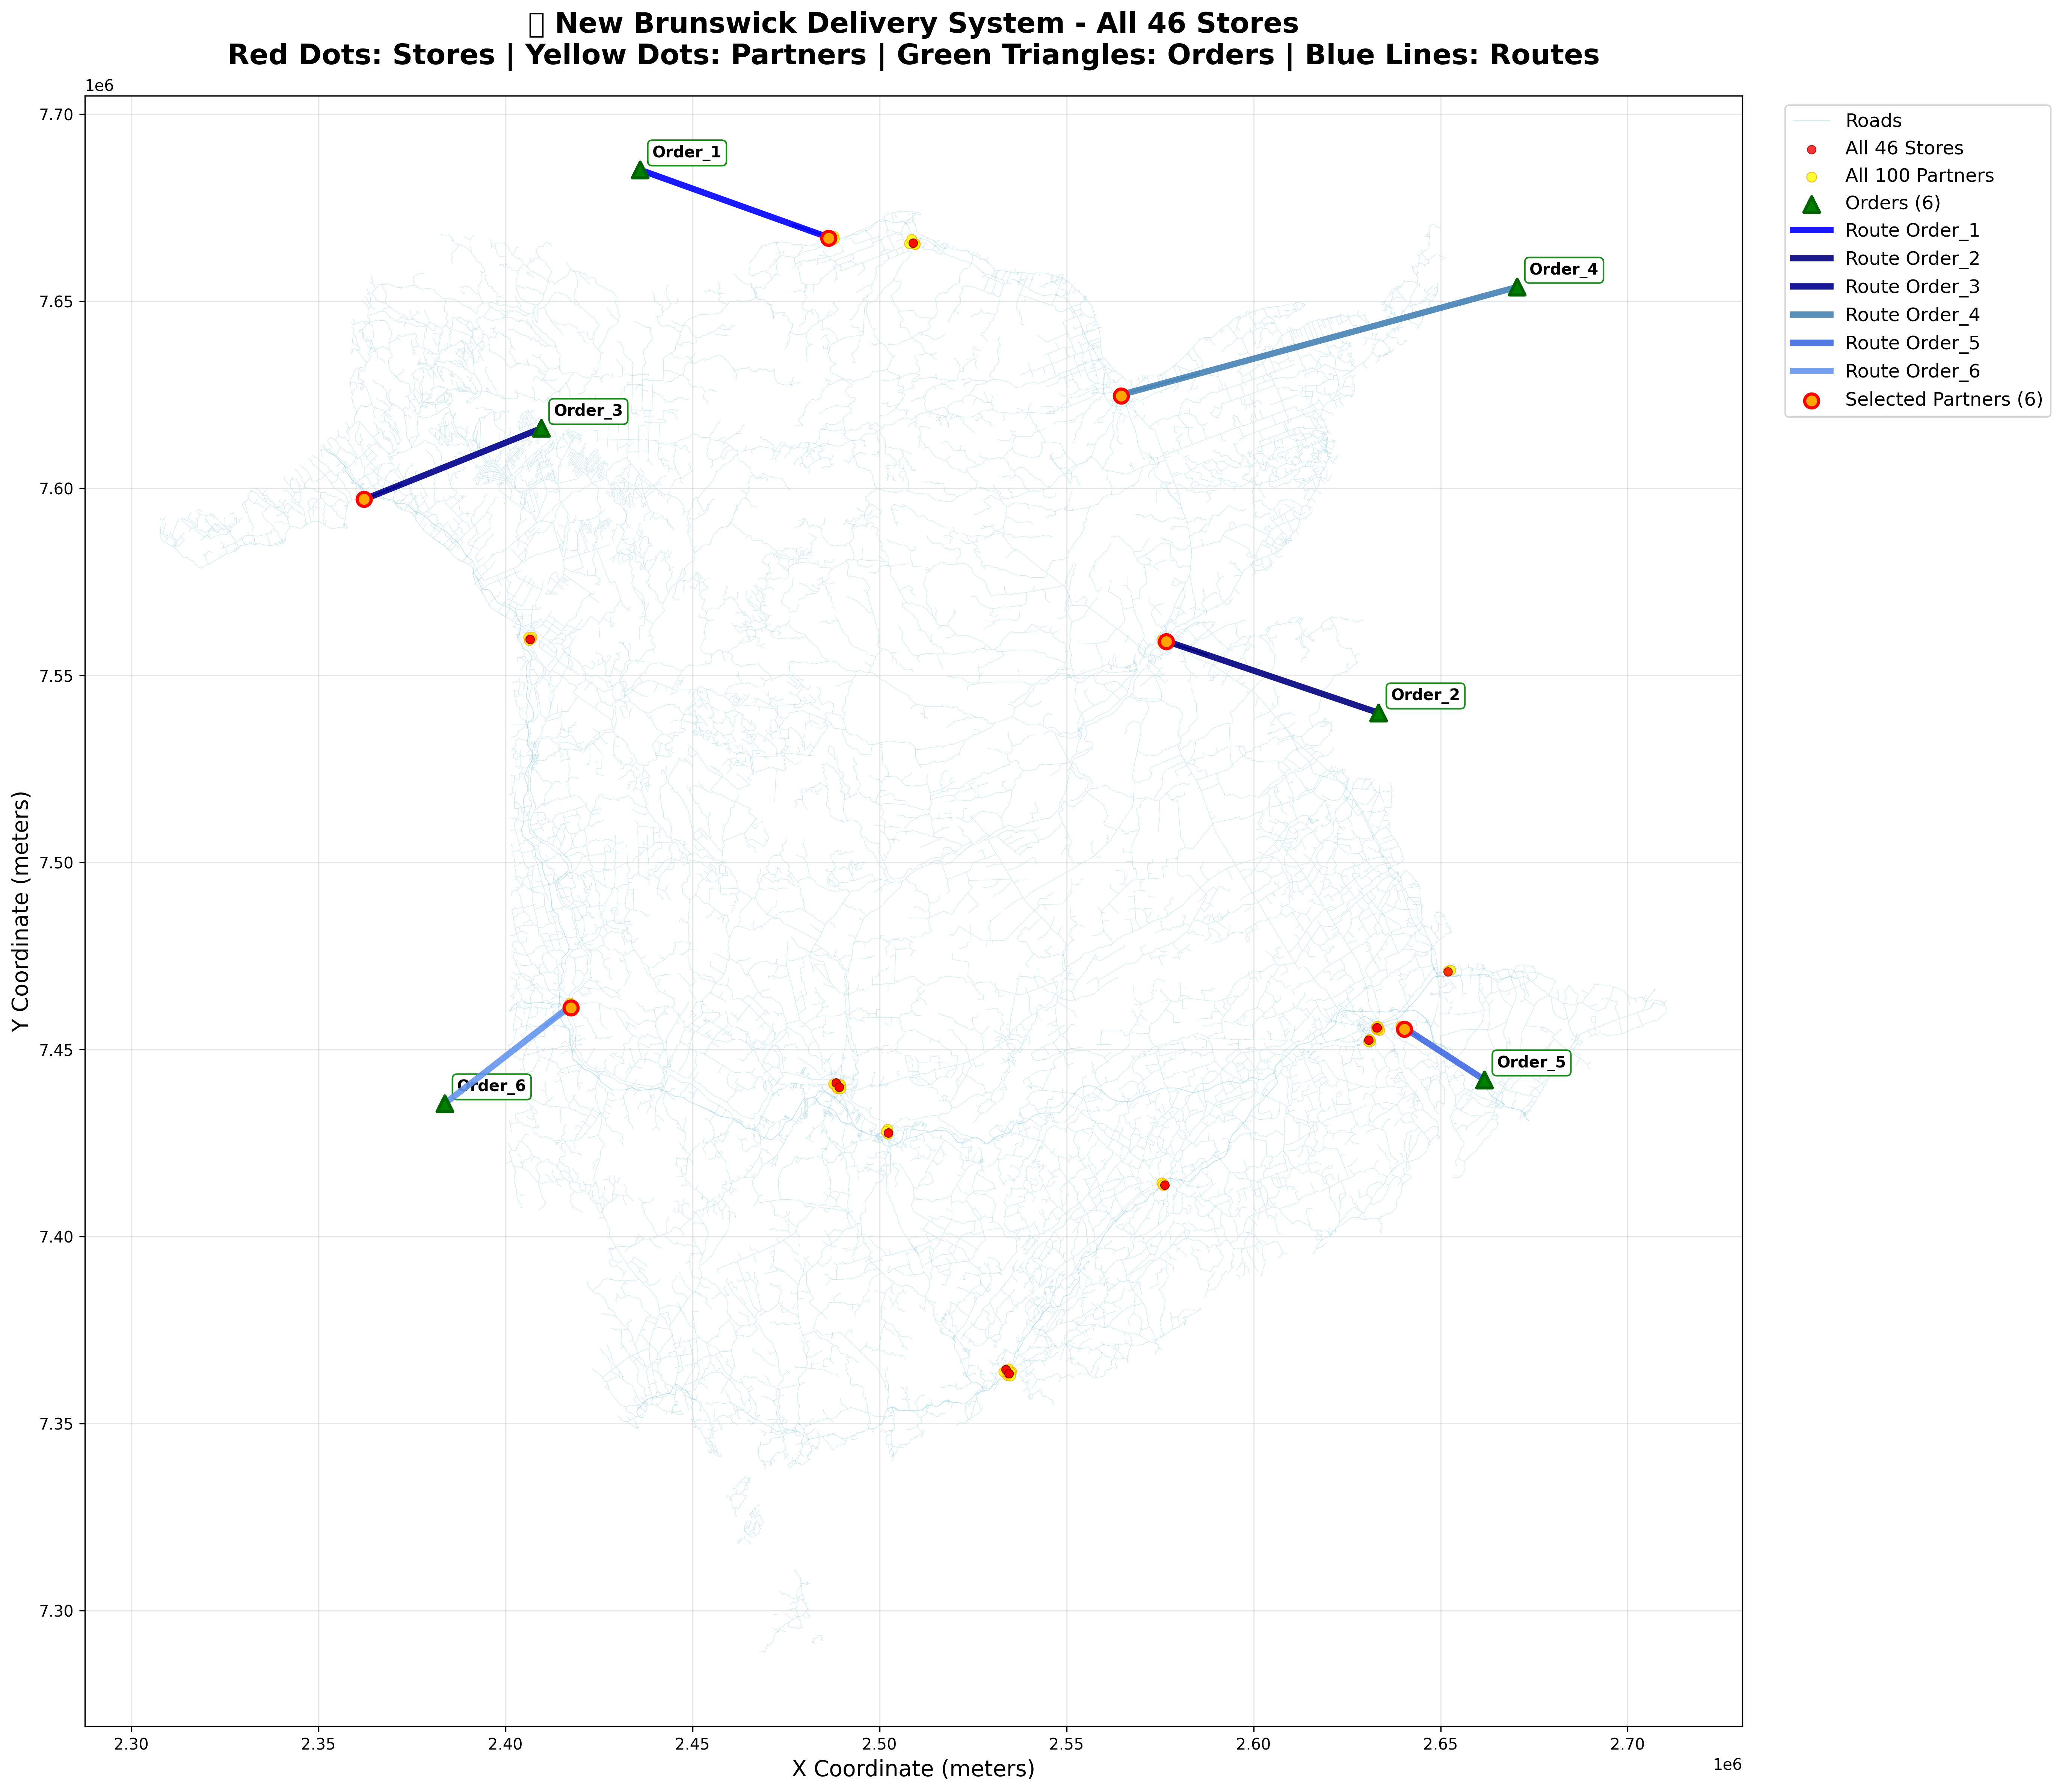 New Brunswick Delivery System - All 46 Stores
Red Dots: Stores | Yellow Dots: Partners | Green Triangles: Orders | Blue Lines: Routes
1e6
7.70
7.65
7.60
7.55
7.50
7.45
7.40
7.35
7.30
Y Coordinate (meters)
Order_1
Order_4
Order_3
Order_2
Order_5
Order_6
2.30
2.35
2.40
2.45
2.50
2.55
2.60
2.65
2.70
1e6
X Coordinate (meters)
Roads
All 46 Stores
All 100 Partners
Orders (6)
Route Order_1
Route Order_2
Route Order_3
Route Order_4
Route Order_5
Route Order_6
Selected Partners (6)